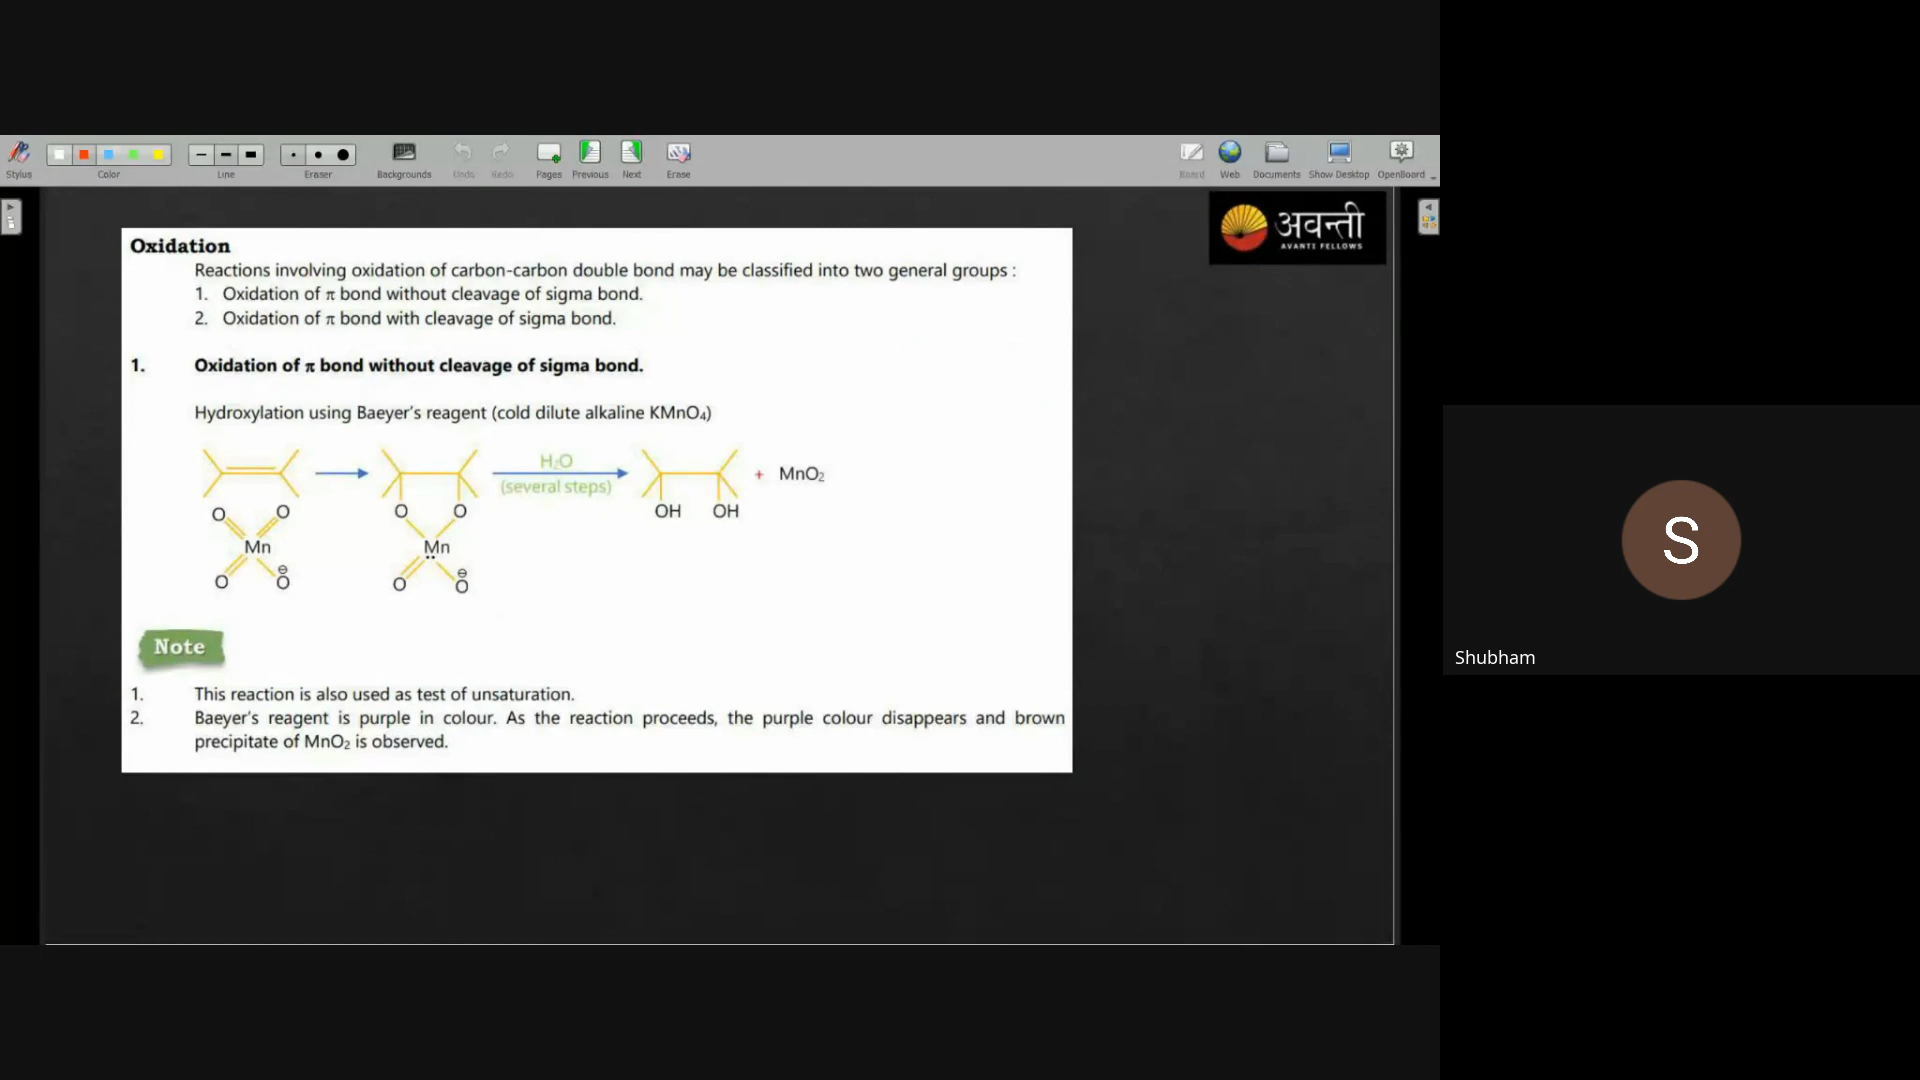 Stylus
Color
Line
Eraser
Backgrounds
Undo
Redo
Pages
Previous
Next
Erase
Board
Web
Documents
Show Desktop
OpenBoard
अवन्ती
AVANTI FELLOWS
Oxidation
Reactions involving oxidation of carbon-carbon double bond may be classified into two general groups :
1. Oxidation of π bond without cleavage of sigma bond.
2. Oxidation of π bond with cleavage of sigma bond.
1. Oxidation of π bond without cleavage of sigma bond.
Hydroxylation using Baeyer's reagent (cold dilute alkaline KMnO₄)
H₂O
(several steps)
+ MnO₂
O O O O OH OH
Mn Mn
O O⊖ O O⊖
Note
1. This reaction is also used as test of unsaturation.
2. Baeyer's reagent is purple in colour. As the reaction proceeds, the purple colour disappears and brown
precipitate of MnO₂ is observed.
S
Shubham